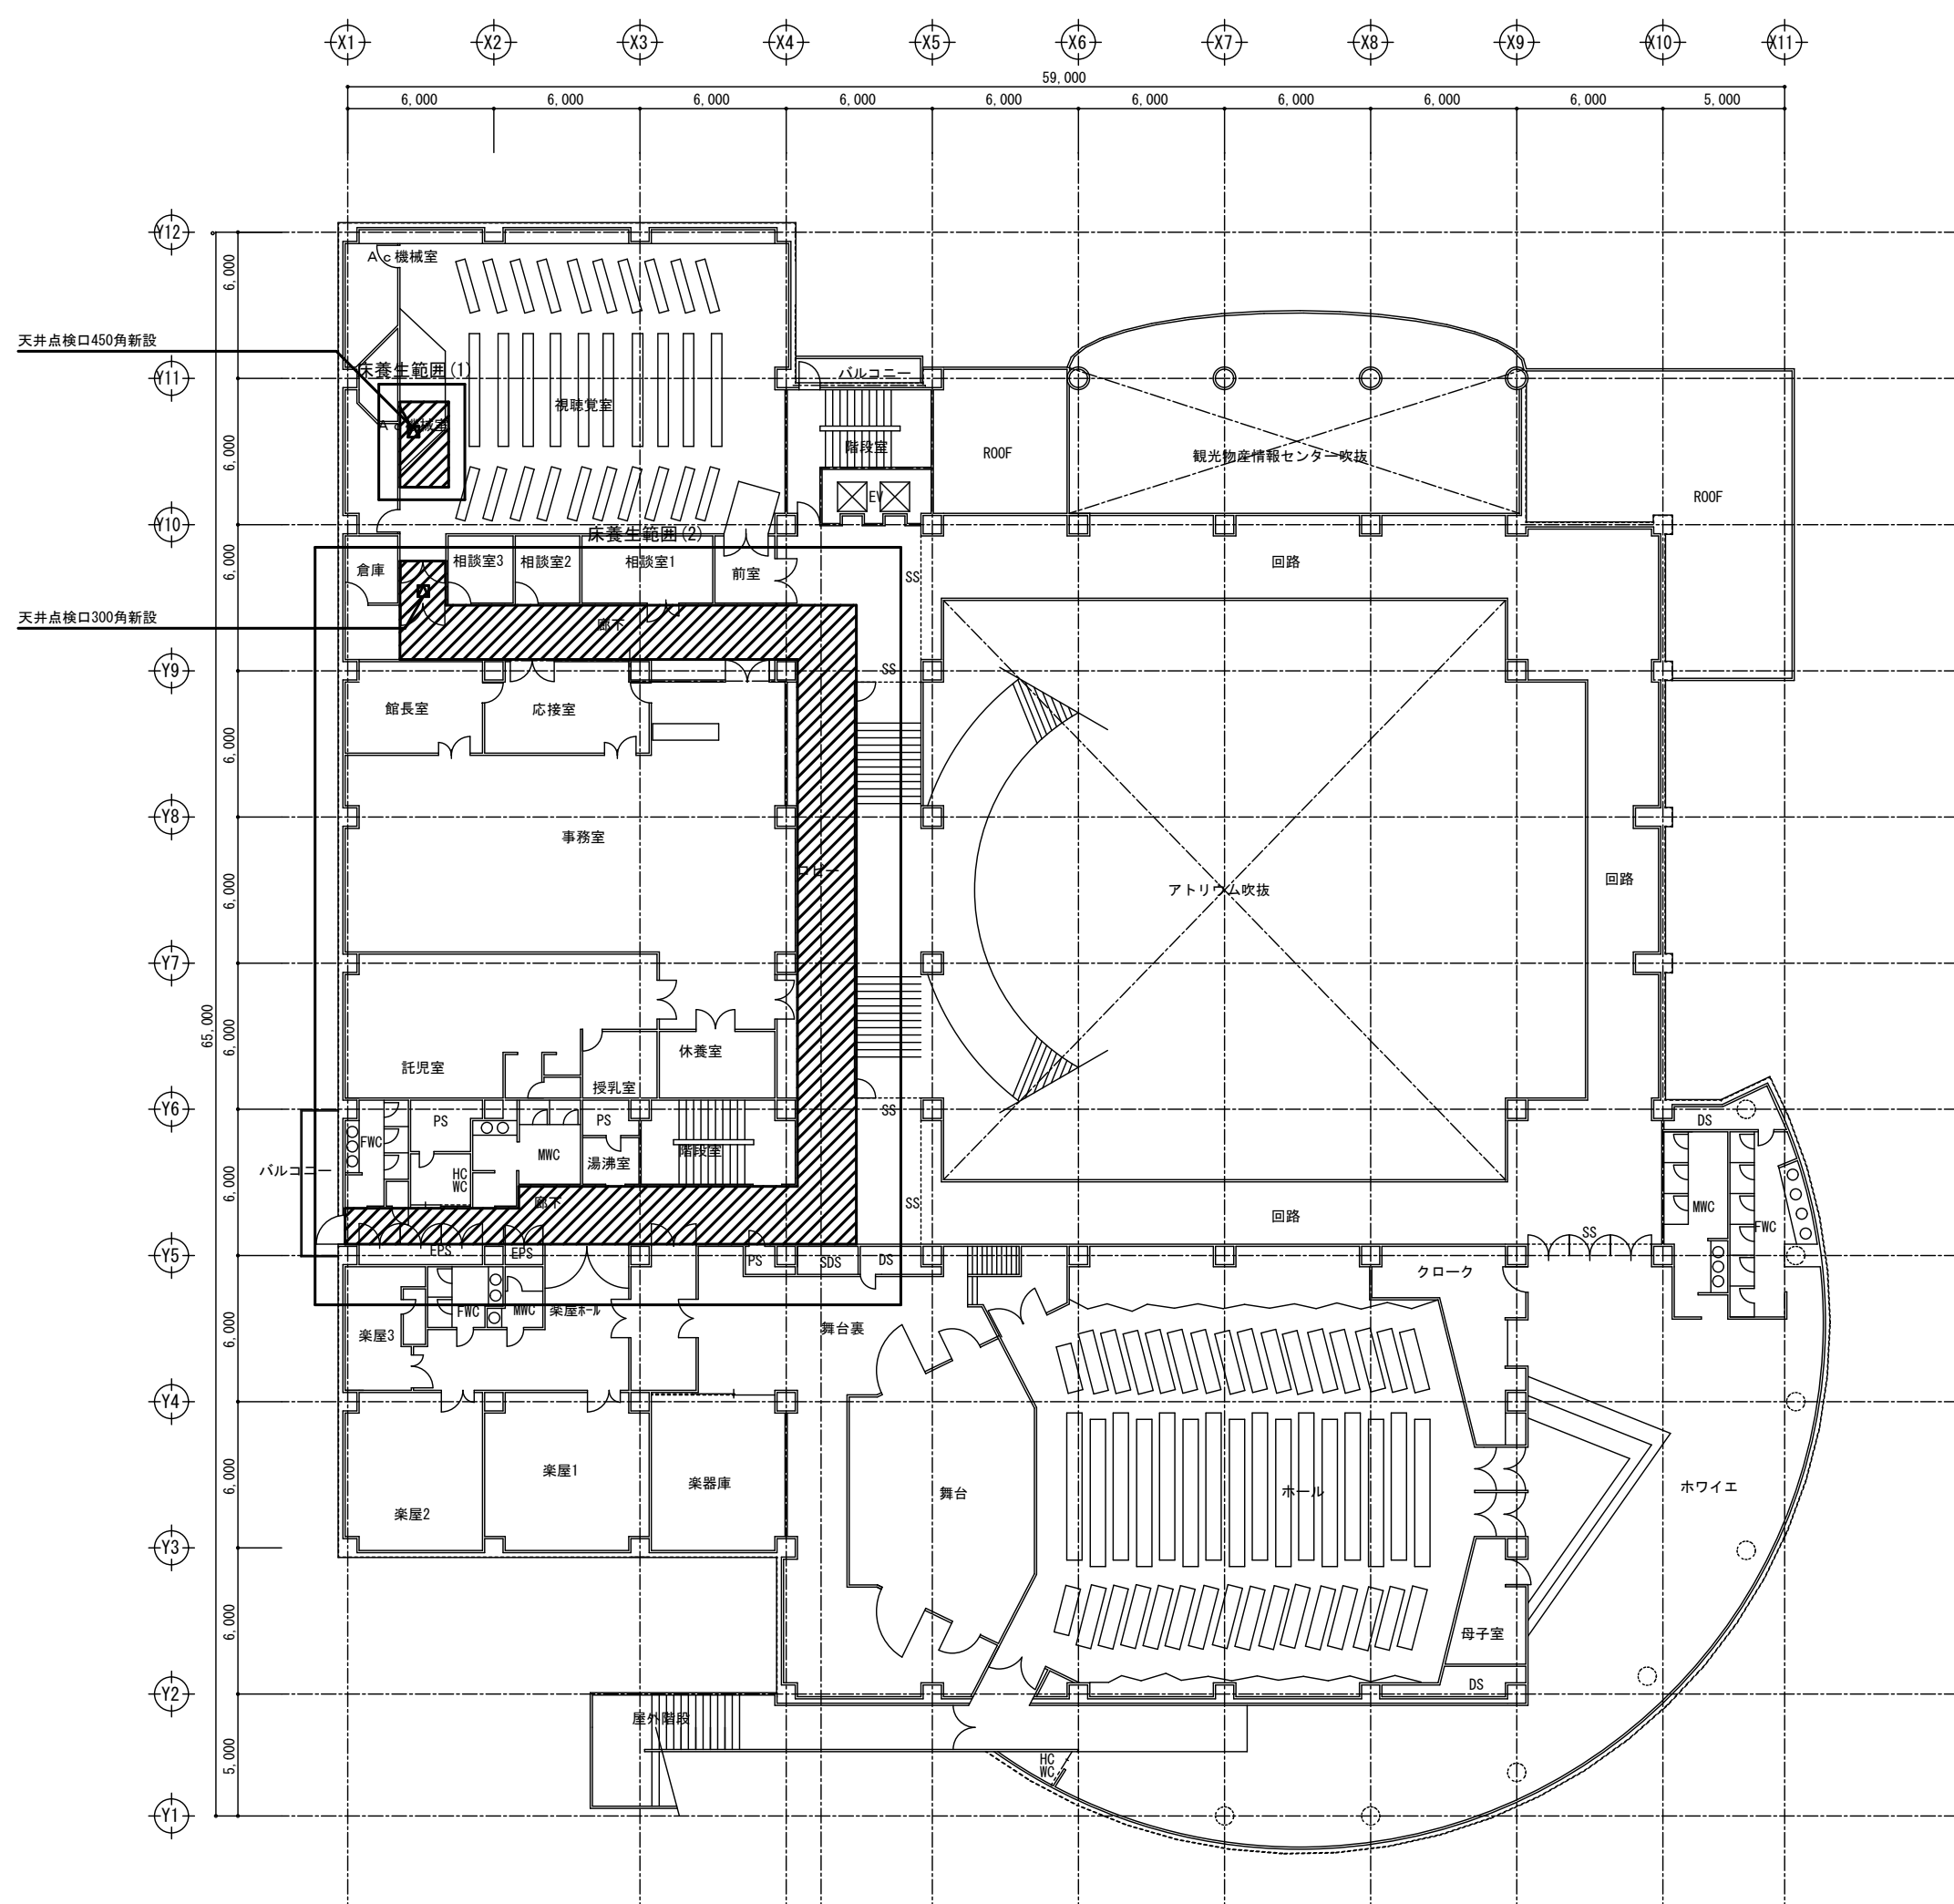 X1 X2 X3 X4 X5 X6 X7 X8 X9 X10 X11
59,000
6,000 6,000 6,000 6,000 6,000 6,000 6,000 6,000 6,000 5,000
Y12
Ac機械室
6,000
天井点検口450角新設
床養生範囲(1)
Y11
バルコニー
視聴覚室
Ac機械室
6,000
階段室
ROOF
観光物産情報センター吹抜
ROOF
EV
Y10
床養生範囲(2)
6,000
倉庫
相談室3
相談室2
相談室1
前室
SS
回路
天井点検口300角新設
廊下
Y9
SS
館長室
応接室
6,000
Y8
事務室
ロビー
6,000
アトリウム吹抜
回路
Y7
65,000
6,000
託児室
授乳室
休養室
Y6
SS
FWC
PS
MWC
PS
湯沸室
階段室
DS
バルコニー
HC
WC
6,000
廊下
SS
回路
SS
MWC
FWC
Y5
EPS
EPS
PS
SDS
DS
クローク
6,000
楽屋3
FWC
MWC
楽屋ホール
舞台裏
Y4
6,000
楽屋2
楽屋1
楽器庫
舞台
ホール
ホワイエ
Y3
6,000
母子室
DS
Y2
屋外階段
5,000
HC
WC
Y1